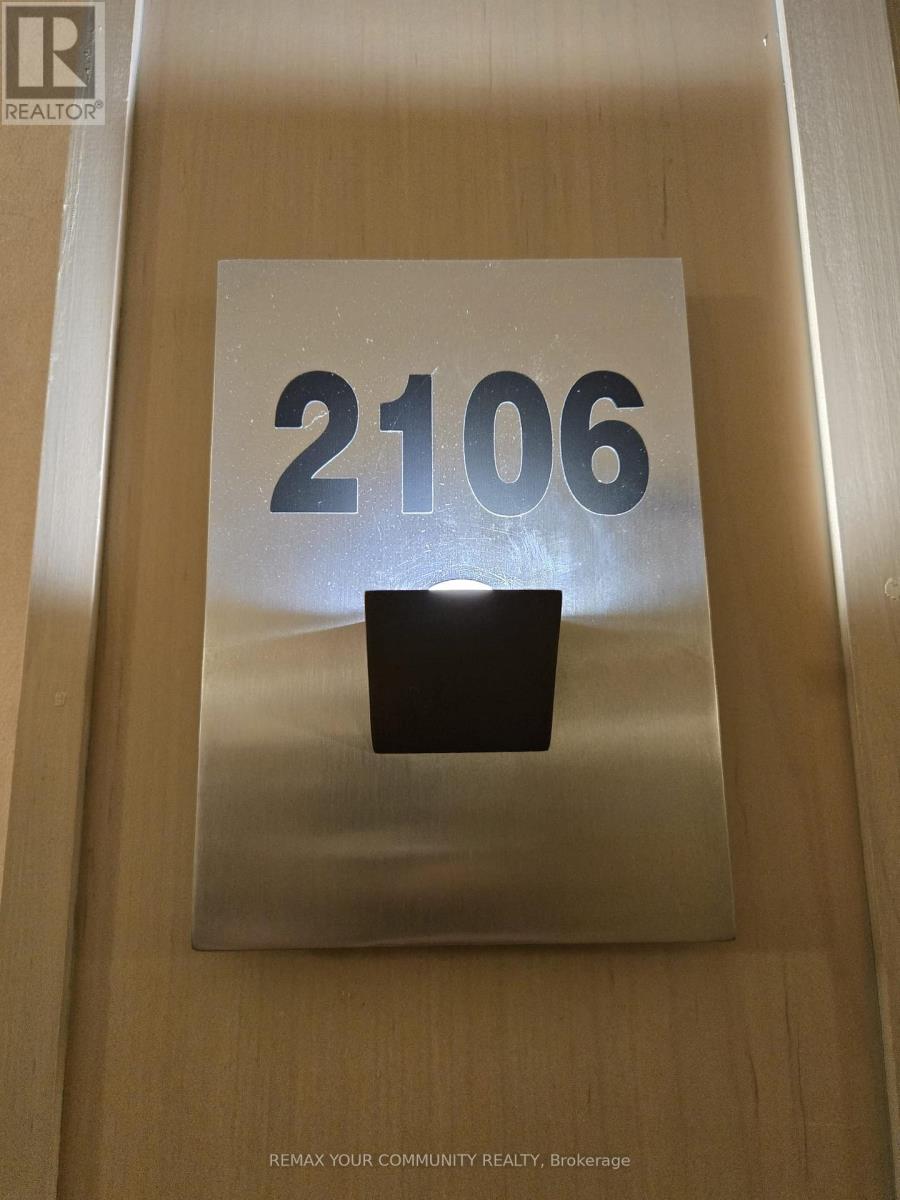 R
REALTOR®
2106
REMAX YOUR COMMUNITY REALTY, Brokerage